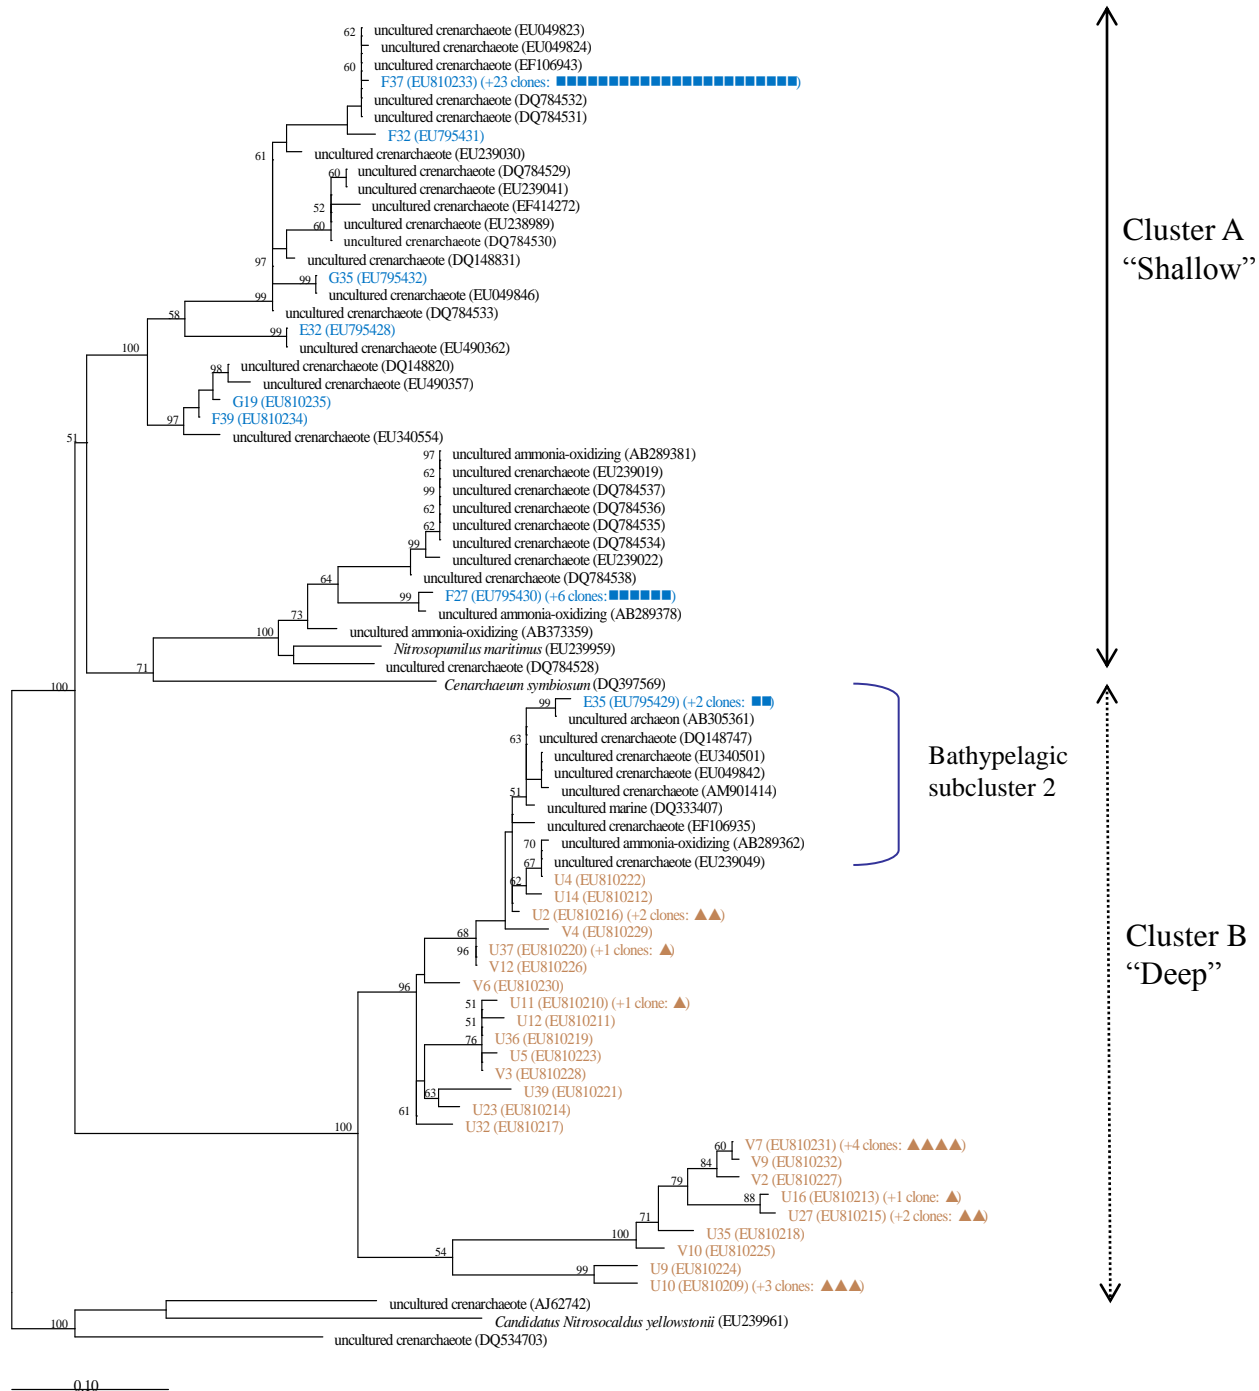 62 uncultured crenarchaeote (EU049823)
uncultured crenarchaeote (EU049824)
60 uncultured crenarchaeote (EF106943)
F37 (EU810233) (+23 clones: ■■■■■■■■■■■■■■■■■■■■■■■)
uncultured crenarchaeote (DQ784532)
uncultured crenarchaeote (DQ784531)
F32 (EU795431)
61 uncultured crenarchaeote (EU239030)
60 uncultured crenarchaeote (DQ784529)
uncultured crenarchaeote (EU239041)
52 uncultured crenarchaeote (EF414272)
60 uncultured crenarchaeote (EU238989)
uncultured crenarchaeote (DQ784530)
97 uncultured crenarchaeote (DQ148831)
99 G35 (EU795432)
99 uncultured crenarchaeote (EU049846)
58 uncultured crenarchaeote (DQ784533)
99 E32 (EU795428)
100 uncultured crenarchaeote (EU490362)
98 uncultured crenarchaeote (DQ148820)
uncultured crenarchaeote (EU490357)
G19 (EU810235)
97 F39 (EU810234)
51 uncultured crenarchaeote (EU340554)
97 uncultured ammonia-oxidizing (AB289381)
62 uncultured crenarchaeote (EU239019)
99 uncultured crenarchaeote (DQ784537)
62 uncultured crenarchaeote (DQ784536)
62 uncultured crenarchaeote (DQ784535)
99 uncultured crenarchaeote (DQ784534)
uncultured crenarchaeote (EU239022)
64 uncultured crenarchaeote (DQ784538)
99 F27 (EU795430) (+6 clones: ■■■■■■)
73 uncultured ammonia-oxidizing (AB289378)
100 uncultured ammonia-oxidizing (AB373359)
Nitrosopumilus maritimus (EU239959)
71 uncultured crenarchaeote (DQ784528)
100 Cenarchaeum symbiosum (DQ397569)
Cluster A
“Shallow”
99 E35 (EU795429) (+2 clones: ■■)
uncultured archaeon (AB305361)
63 uncultured crenarchaeote (DQ148747)
uncultured crenarchaeote (EU340501)
uncultured crenarchaeote (EU049842)
51 uncultured crenarchaeote (AM901414)
uncultured marine (DQ333407)
uncultured crenarchaeote (EF106935)
70 uncultured ammonia-oxidizing (AB289362)
67 uncultured crenarchaeote (EU239049)
Bathypelagic
subcluster 2
62 U4 (EU810222)
U14 (EU810212)
U2 (EU810216) (+2 clones: ▲▲)
68 V4 (EU810229)
96 U37 (EU810220) (+1 clones: ▲)
V12 (EU810226)
96 V6 (EU810230)
51 U11 (EU810210) (+1 clone: ▲)
51 U12 (EU810211)
76 U36 (EU810219)
U5 (EU810223)
V3 (EU810228)
63 U39 (EU810221)
61 U23 (EU810214)
100 U32 (EU810217)
60 V7 (EU810231) (+4 clones: ▲▲▲▲)
84 V9 (EU810232)
79 V2 (EU810227)
88 U16 (EU810213) (+1 clone: ▲)
71 U27 (EU810215) (+2 clones: ▲▲)
100 U35 (EU810218)
54 V10 (EU810225)
99 U9 (EU810224)
U10 (EU810209) (+3 clones: ▲▲▲)
Cluster B
“Deep”
uncultured crenarchaeote (AJ62742)
100 Candidatus Nitrosocaldus yellowstonii (EU239961)
uncultured crenarchaeote (DQ534703)
0.10